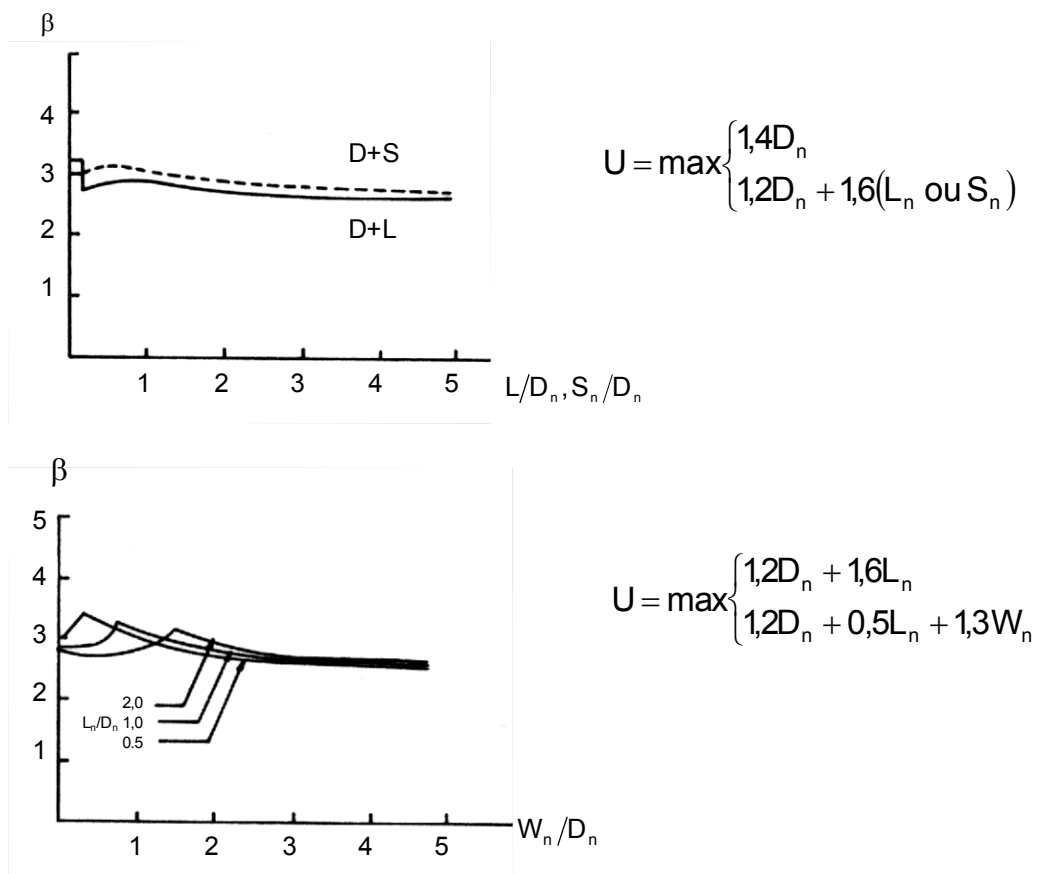 β
4
3
2
1
D+S
D+L
1 2 3 4 5
L/Dₙ, Sₙ/Dₙ
U = max{1,4Dₙ
1,2Dₙ + 1,6(Lₙ ou Sₙ)
β
5
4
3
2
1
2,0
Lₙ/Dₙ 1,0
0.5
1 2 3 4 5
Wₙ/Dₙ
U = max{1,2Dₙ + 1,6Lₙ
1,2Dₙ + 0,5Lₙ + 1,3Wₙ